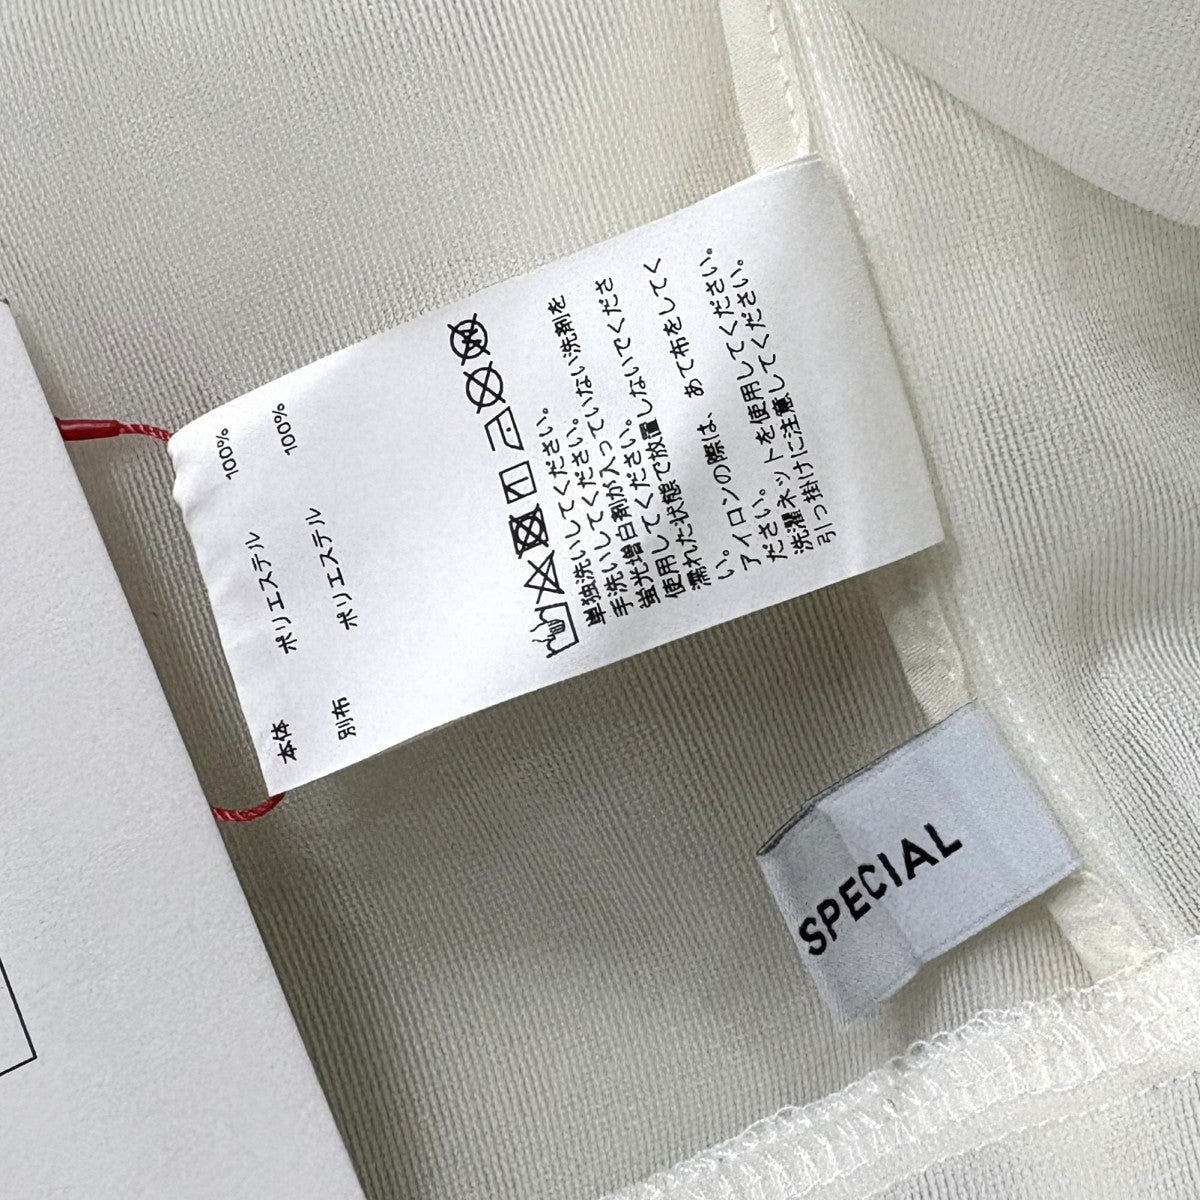 本体 ポリエステル 100%
別布 ポリエステル 100%
単独洗いしてください。
手洗いしてください。
蛍光増白剤が入っていない洗剤を
使用してください。
濡れた状態で放置しないでくださ
い。
アイロンの際は、あて布をしてく
ださい。
洗濯ネットを使用してください。
引っ掛けに注意してください。
SPECIAL